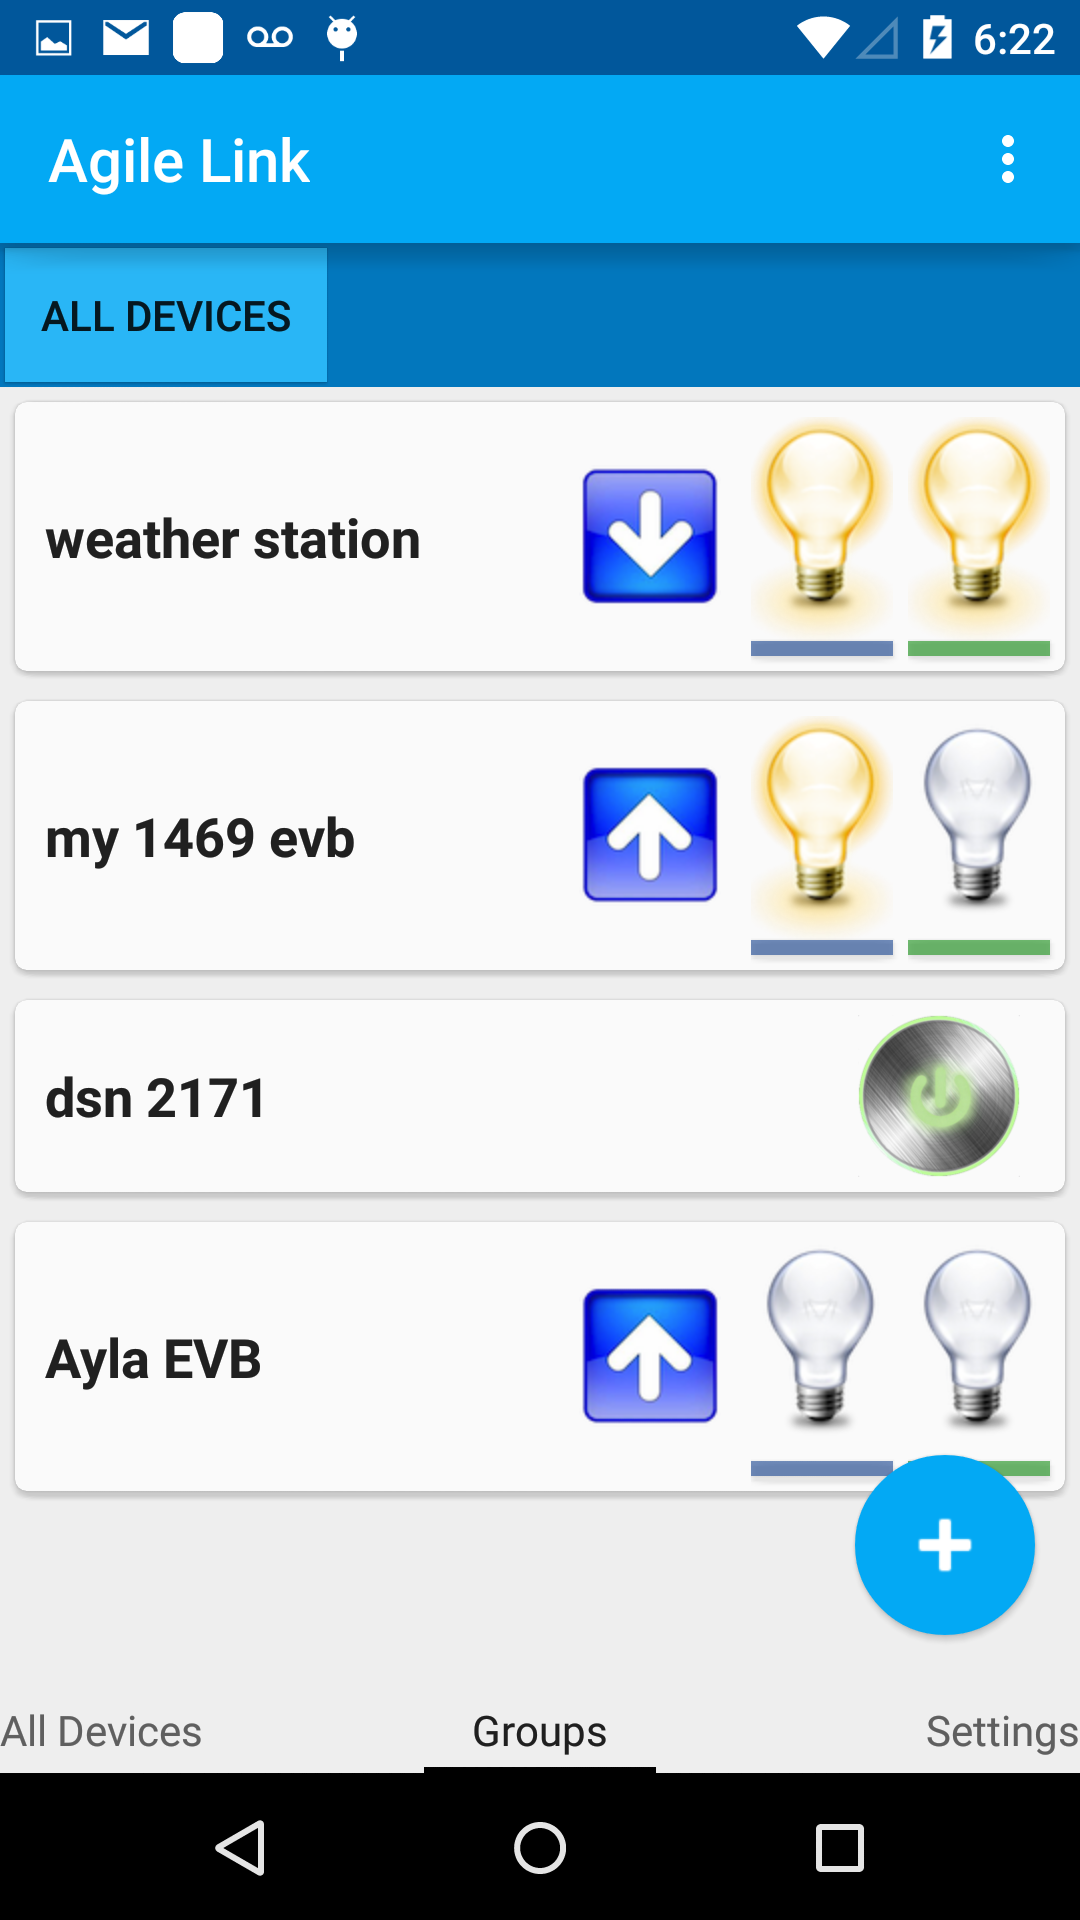 6:22
Agile Link
ALL DEVICES
weather station
my 1469 evb
dsn 2171
Ayla EVB
All Devices
Groups
Settings